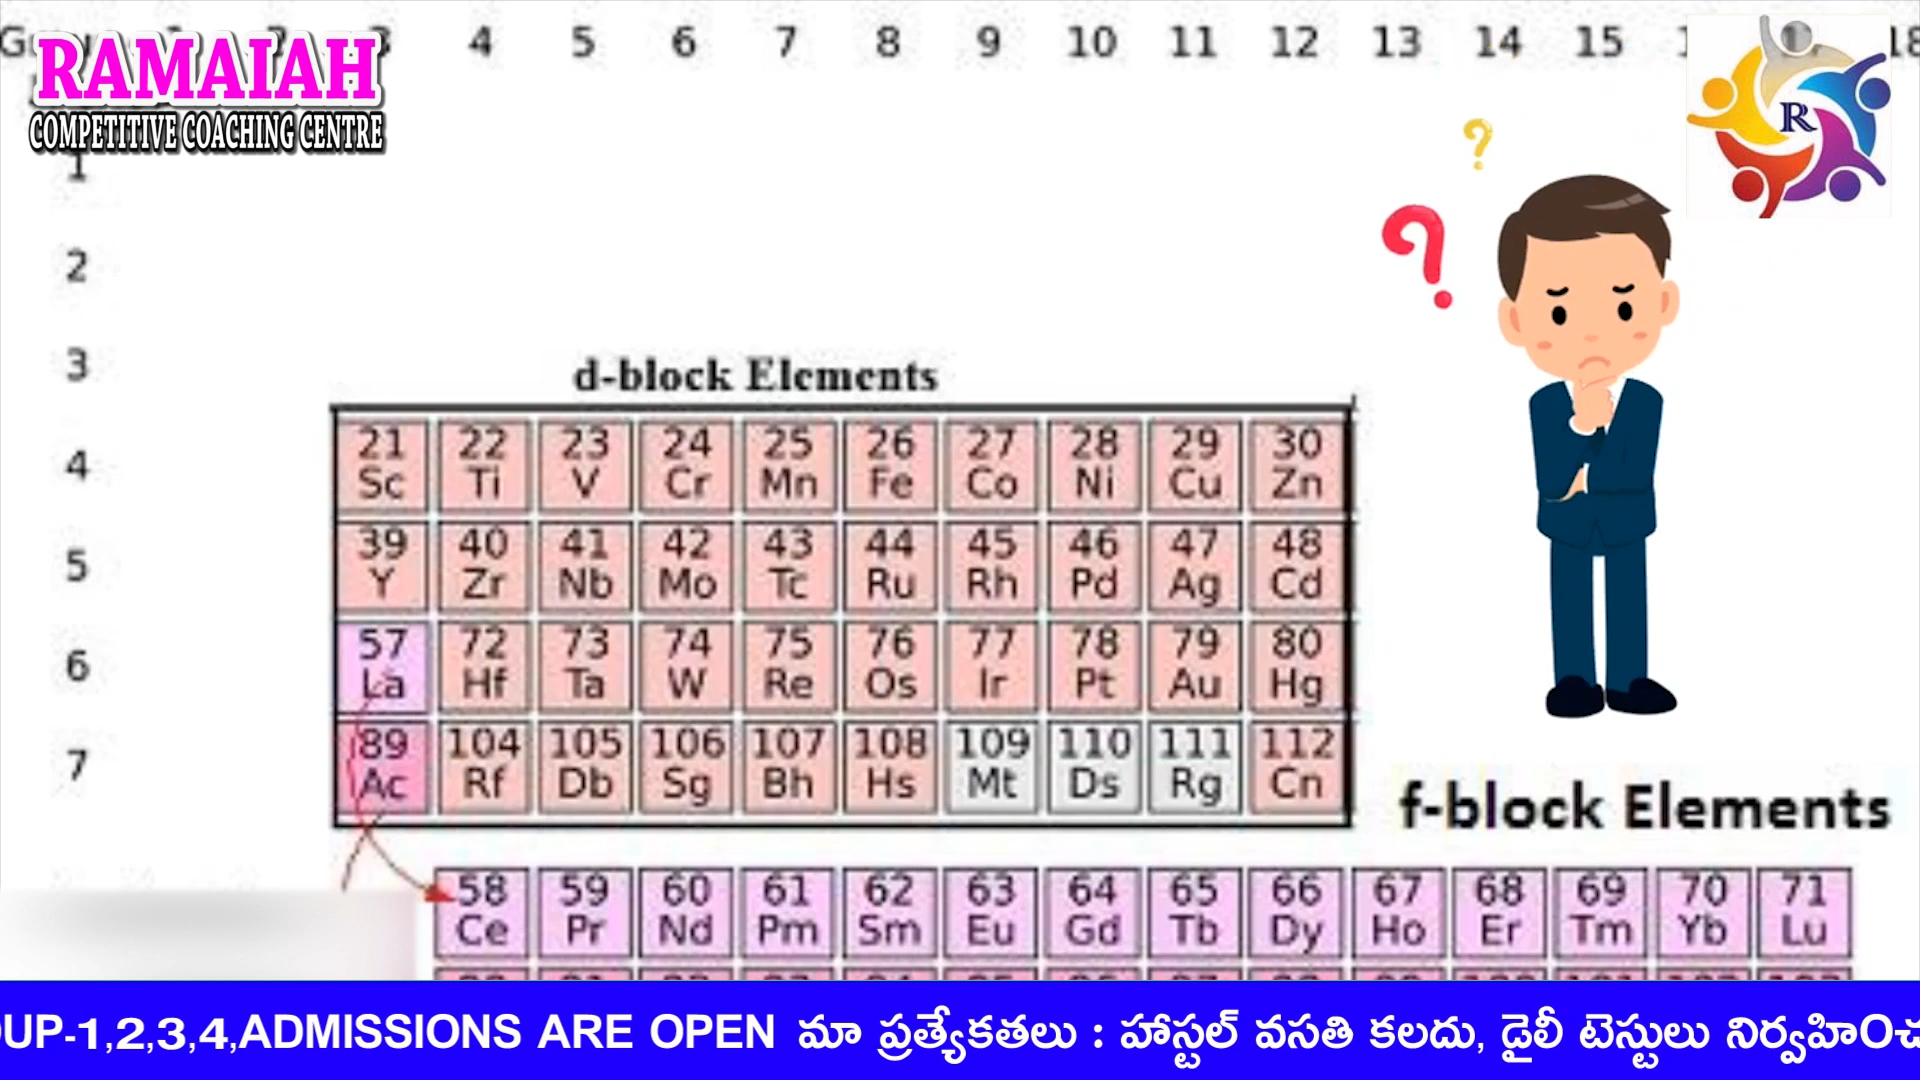 4 5 6 7 8 9 10 11 12 13 14 15 18
RAMAIAH
COMPETITIVE COACHING CENTRE
R
1
2
3
d-block Elements
4 21 22 23 24 25 26 27 28 29 30
Sc Ti V Cr Mn Fe Co Ni Cu Zn
5 39 40 41 42 43 44 45 46 47 48
Y Zr Nb Mo Tc Ru Rh Pd Ag Cd
6 57 72 73 74 75 76 77 78 79 80
La Hf Ta W Re Os Ir Pt Au Hg
7 89 104 105 106 107 108 109 110 111 112
Ac Rf Db Sg Bh Hs Mt Ds Rg Cn
f-block Elements
58 59 60 61 62 63 64 65 66 67 68 69 70 71
Ce Pr Nd Pm Sm Eu Gd Tb Dy Ho Er Tm Yb Lu
OUP-1,2,3,4,ADMISSIONS ARE OPEN మా ప్రత్యేకతలు : హాస్టల్ వసతి కలదు, డైలీ టెస్టులు